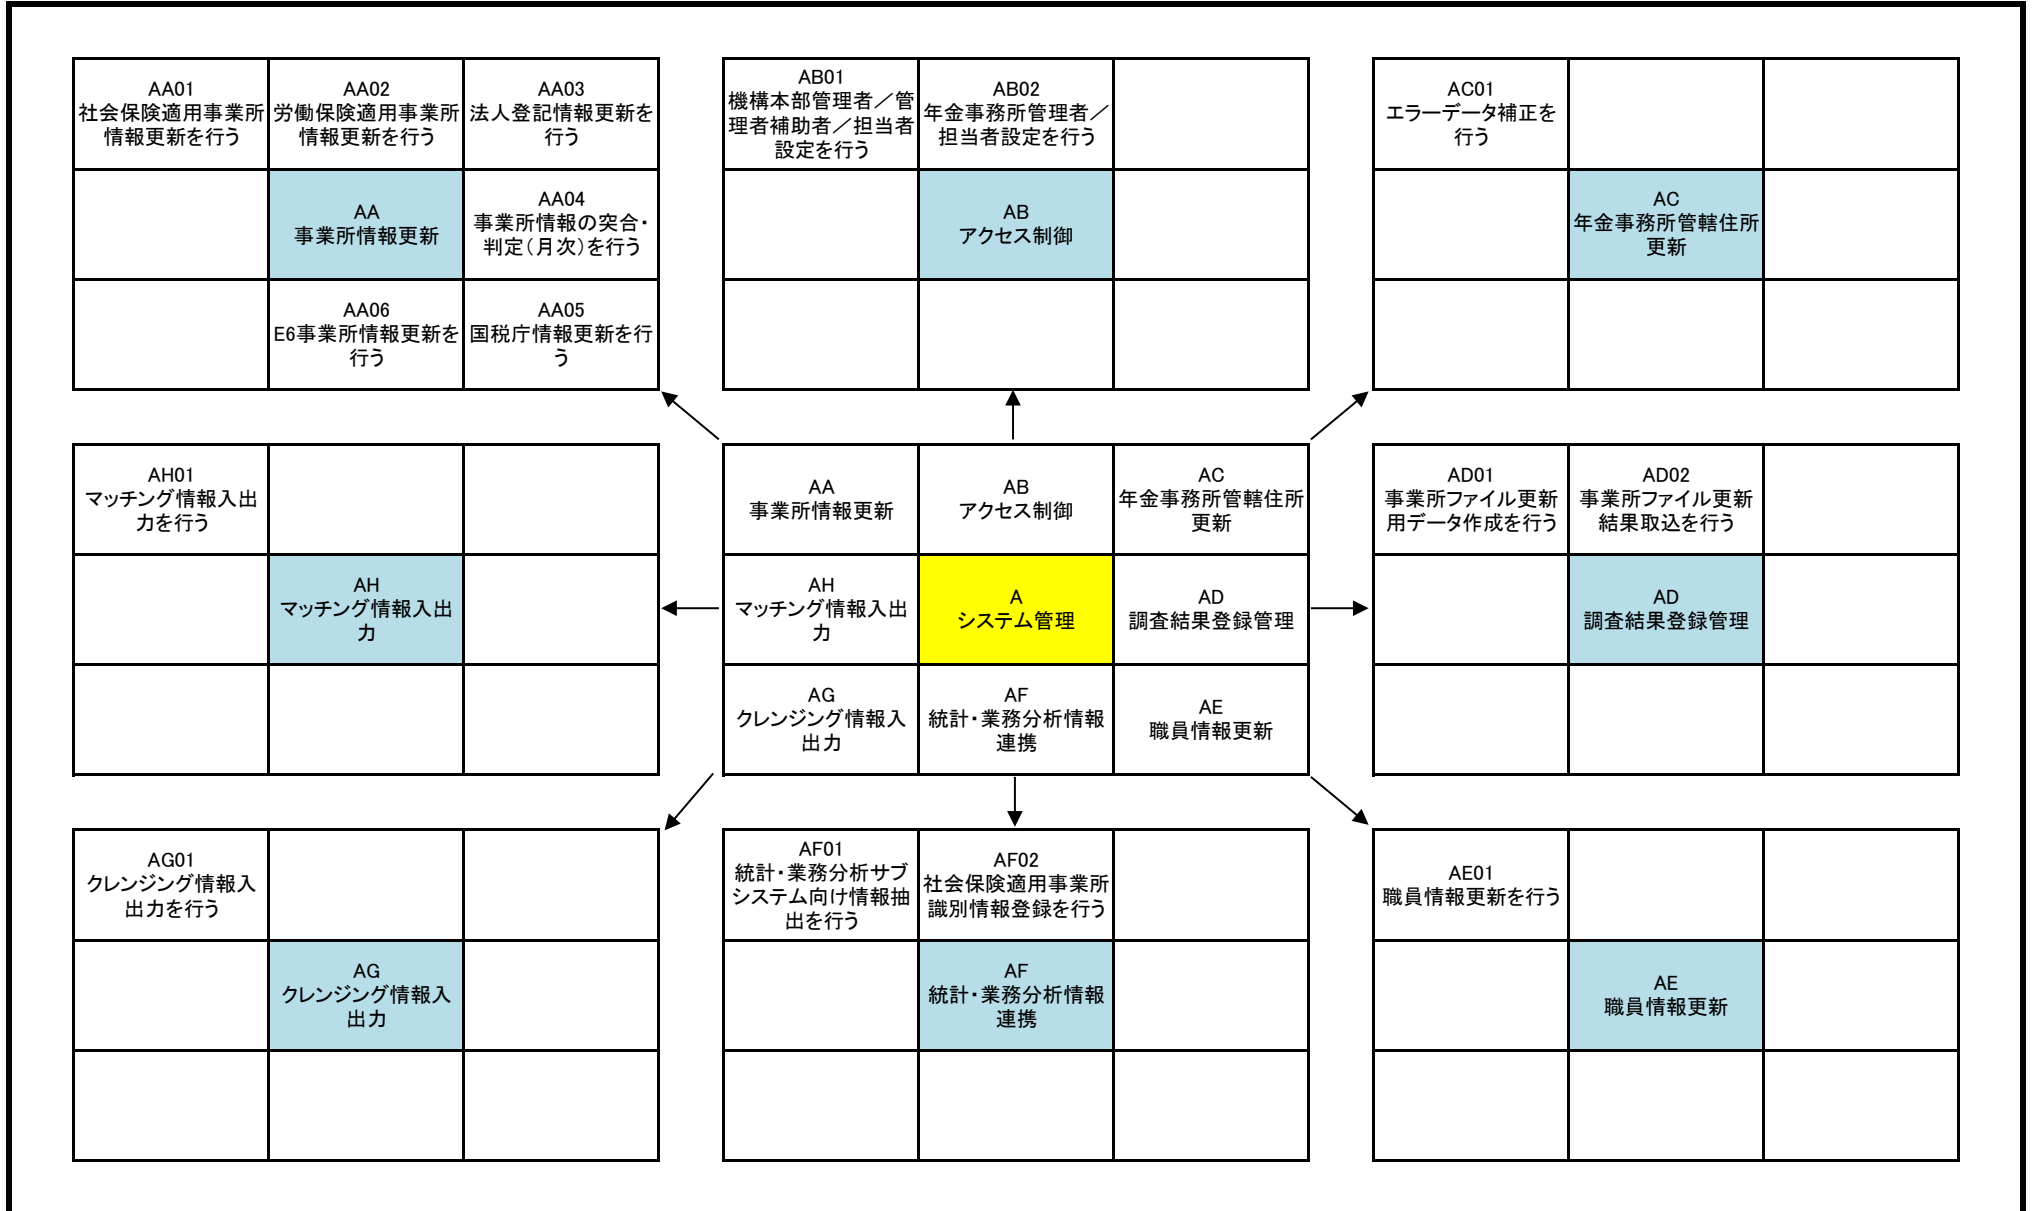 AA01
社会保険適用事業所
情報更新を行う
AA02
労働保険適用事業所
情報更新を行う
AA03
法人登記情報更新を
行う
AA
事業所情報更新
AA04
事業所情報の突合・
判定(月次)を行う
AA06
E6事業所情報更新を
行う
AA05
国税庁情報更新を行
う
AB01
機構本部管理者/管
理者補助者/担当者
設定を行う
AB02
年金事務所管理者/
担当者設定を行う
AB
アクセス制御
AC01
エラーデータ補正を
行う
AC
年金事務所管轄住所
更新
AH01
マッチング情報入出
力を行う
AH
マッチング情報入出
力
AA
事業所情報更新
AB
アクセス制御
AC
年金事務所管轄住所
更新
AH
マッチング情報入出
力
A
システム管理
AD
調査結果登録管理
AG
クレンジング情報入
出力
AF
統計・業務分析情報
連携
AE
職員情報更新
AD01
事業所ファイル更新
用データ作成を行う
AD02
事業所ファイル更新
結果取込を行う
AD
調査結果登録管理
AG01
クレンジング情報入
出力を行う
AG
クレンジング情報入
出力
AF01
統計・業務分析サブ
システム向け情報抽
出を行う
AF02
社会保険適用事業所
識別情報登録を行う
AF
統計・業務分析情報
連携
AE01
職員情報更新を行う
AE
職員情報更新